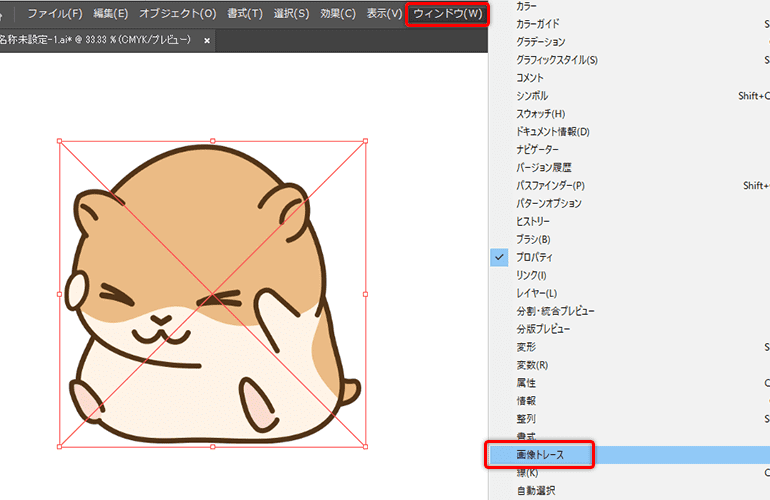 ファイル(F) 編集(E) オブジェクト(O) 書式(T) 選択(S) 効果(C) 表示(V) ウィンドウ(W)
名称未設定-1.ai* @ 33.33 % (CMYK/プレビュー) ×
カラー
カラーガイド
グラデーション
グラフィックスタイル(S)
コメント
シンボル Shift+C
スウォッチ(H)
ドキュメント情報(D)
ナビゲーター
バージョン履歴
パスファインダー(P) Shift+
パターンオプション
ヒストリー
ブラシ(B)
プロパティ
リンク(I)
レイヤー(L)
分割・統合プレビュー
分版プレビュー
変形
変数(R)
属性
情報
整列
書式
画像トレース
線(K)
自動選択